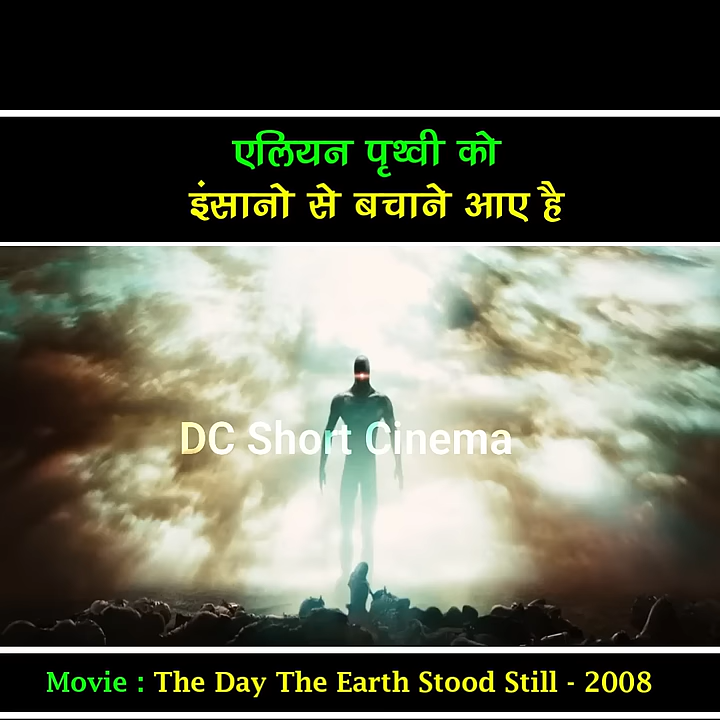 एलियन पृथ्वी को
इंसानो से बचाने आए है
DC Short Cinema
Movie : The Day The Earth Stood Still - 2008